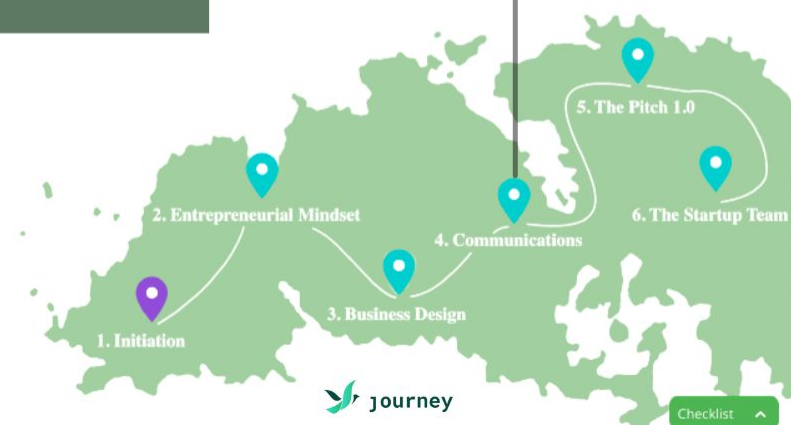 5. The Pitch 1.0
2. Entrepreneurial Mindset
6. The Startup Team
4. Communications
3. Business Design
1. Initiation
journey
Checklist